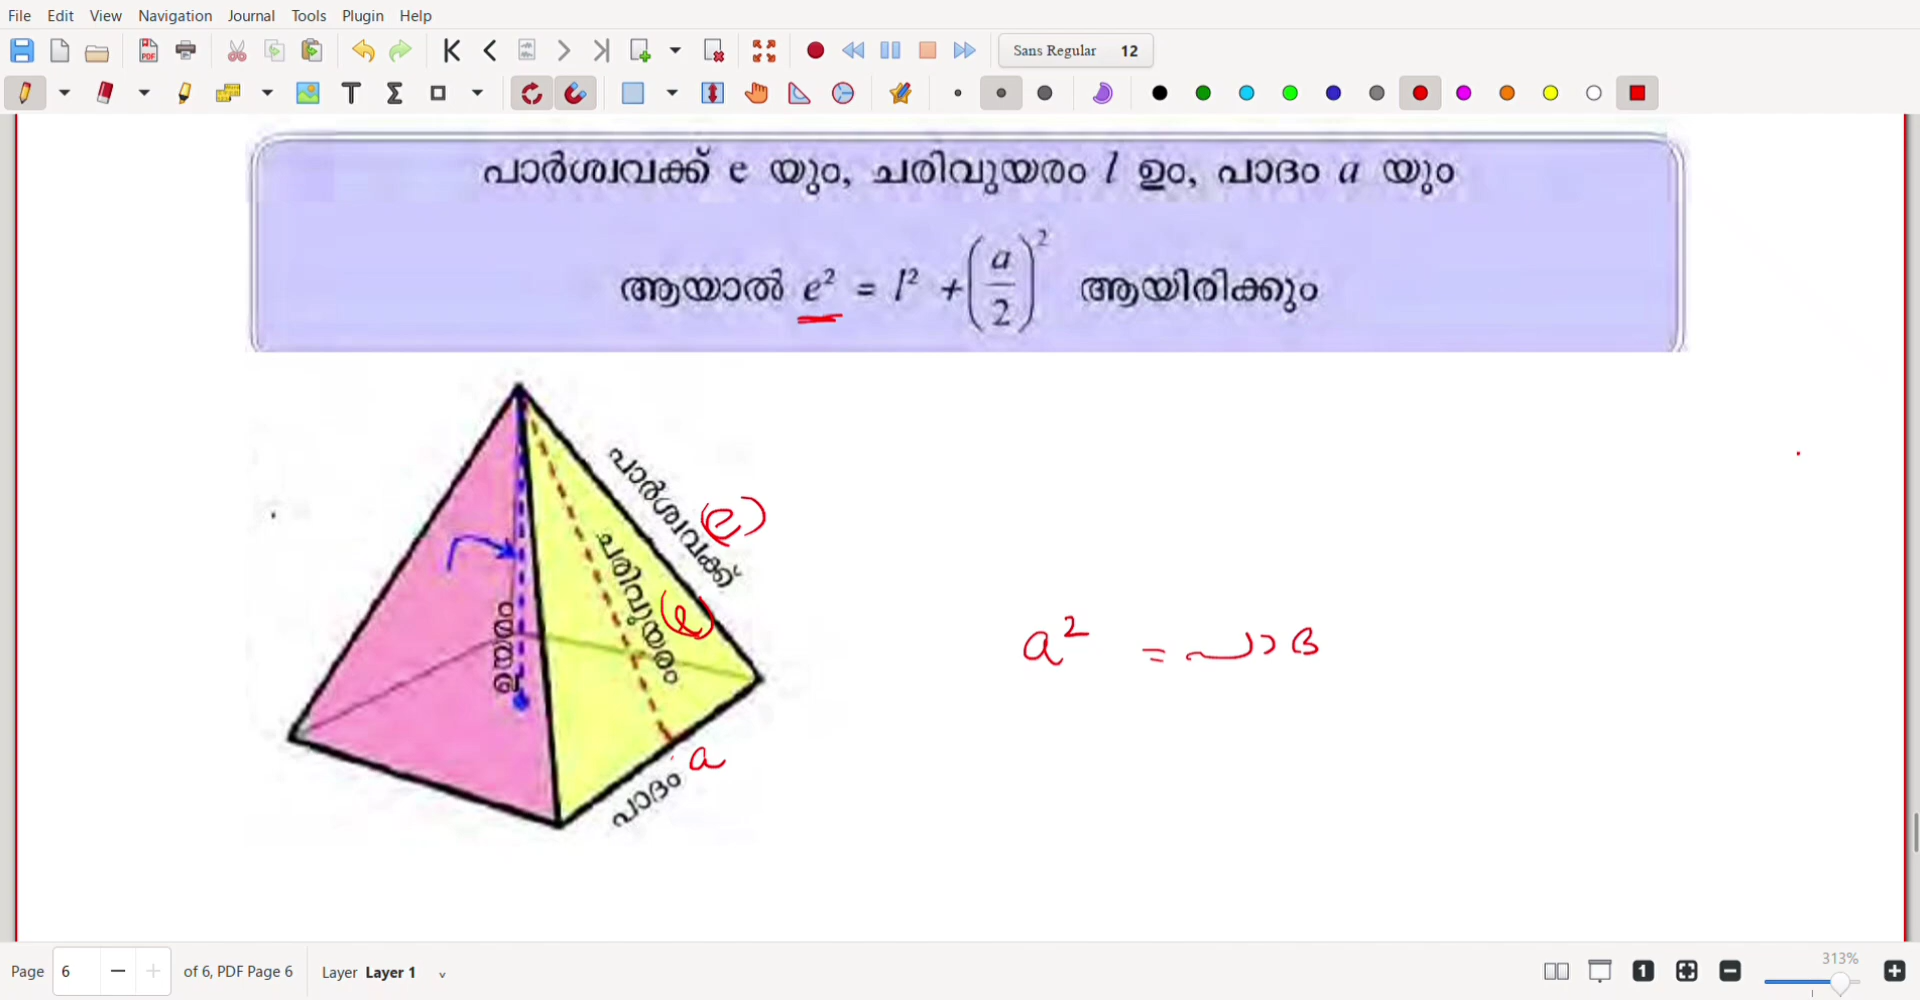 File Edit View Navigation Journal Tools Plugin Help
Sans Regular 12
പാർശ്വവക്ക് e യും, ചരിവുയരം l ഉം, പാദം a യും
ആയാൽ e² = l² + (a/2)² ആയിരിക്കും
പാർശ്വവക്ക്
(e)
ചരിവുയരം
(l)
ഉയരം
a
പാദം
a² = പാദ
Page 6 of 6, PDF Page 6 Layer Layer 1
313%